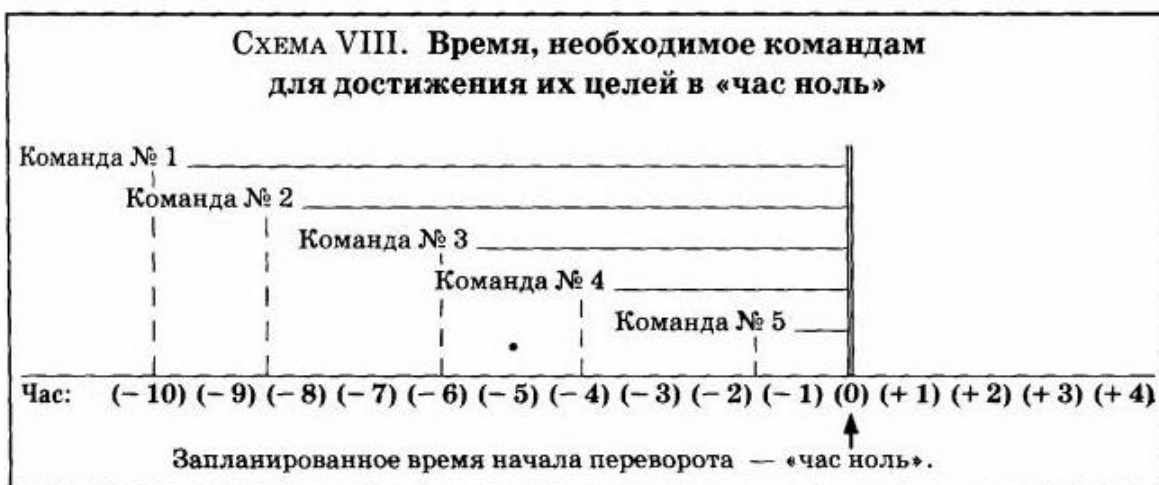 Схема VIII. Время, необходимое командам
для достижения их целей в «час ноль»
Команда № 1
Команда № 2
Команда № 3
Команда № 4
Команда № 5
Час: (– 10) (– 9) (– 8) (– 7) (– 6) (– 5) (– 4) (– 3) (– 2) (– 1) (0) (+ 1) (+ 2) (+ 3) (+ 4)
Запланированное время начала переворота — «час ноль».